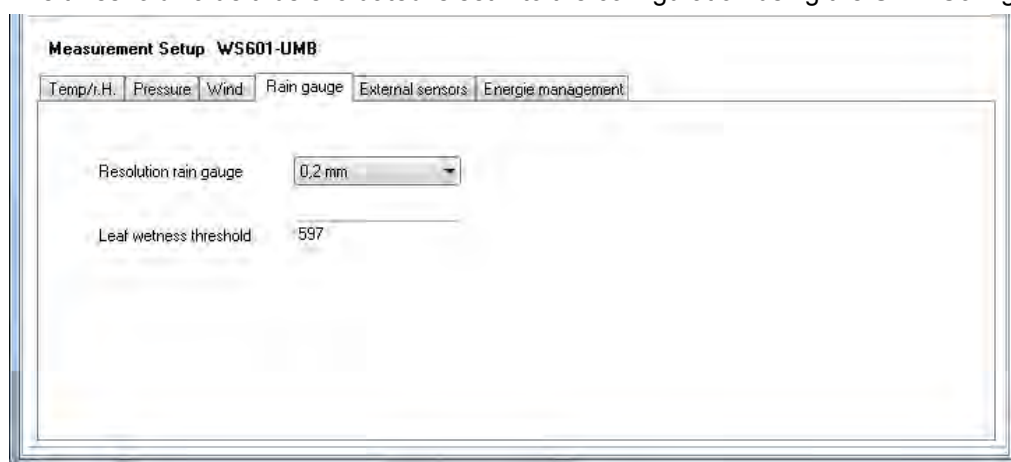 Measurement Setup WS601-UMB
Temp/r.H. Pressure Wind Rain gauge External sensors Energie management
Resolution rain gauge 0,2 mm
Leaf wetness threshold 597